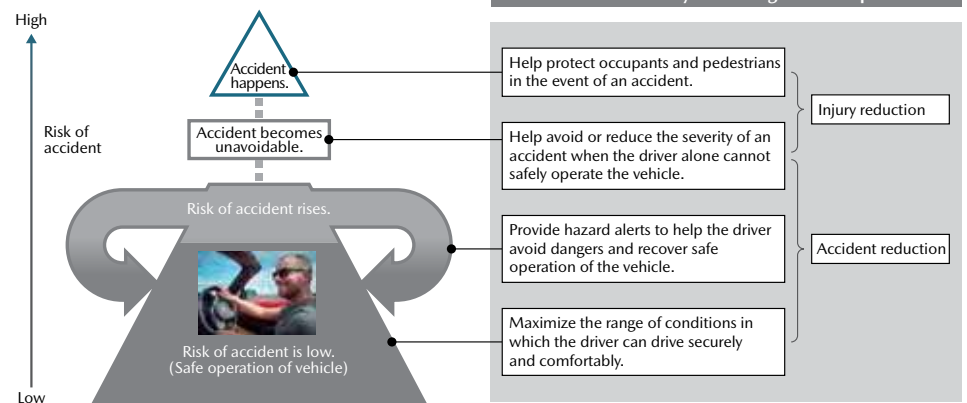 High
Risk of
accident
Low
Accident
happens.
Accident becomes
unavoidable.
Risk of accident rises.
Risk of accident is low.
(Safe operation of vehicle)
Help protect occupants and pedestrians
in the event of an accident.
Help avoid or reduce the severity of an
accident when the driver alone cannot
safely operate the vehicle.
Provide hazard alerts to help the driver
avoid dangers and recover safe
operation of the vehicle.
Maximize the range of conditions in
which the driver can drive securely
and comfortably.
Injury reduction
Accident reduction